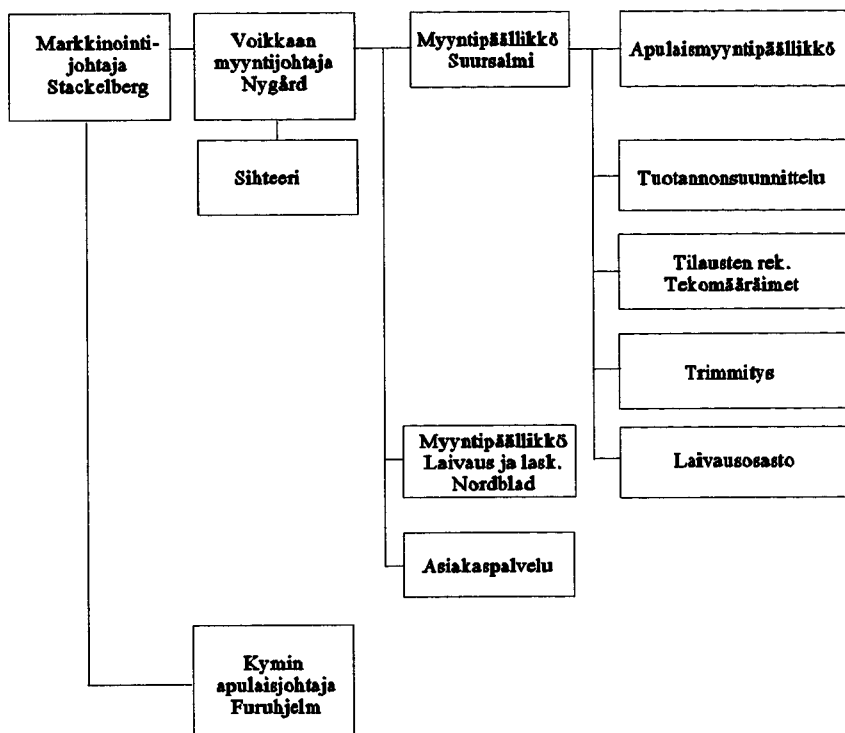 Markkinointi-
johtaja
Stackelberg
Voikkaan
myyntijohtaja
Nygård
Myyntipäällikkö
Suursalmi
Apulaismyyntipäällikkö
Sihteeri
Tuotannonsuunnittelu
Tilausten rek.
Tekomääräimet
Trimmitys
Myyntipäällikkö
Laivaus ja lask.
Nordblad
Laivausosasto
Asiakaspalvelu
Kymin
apulaisjohtaja
Furuhjelm